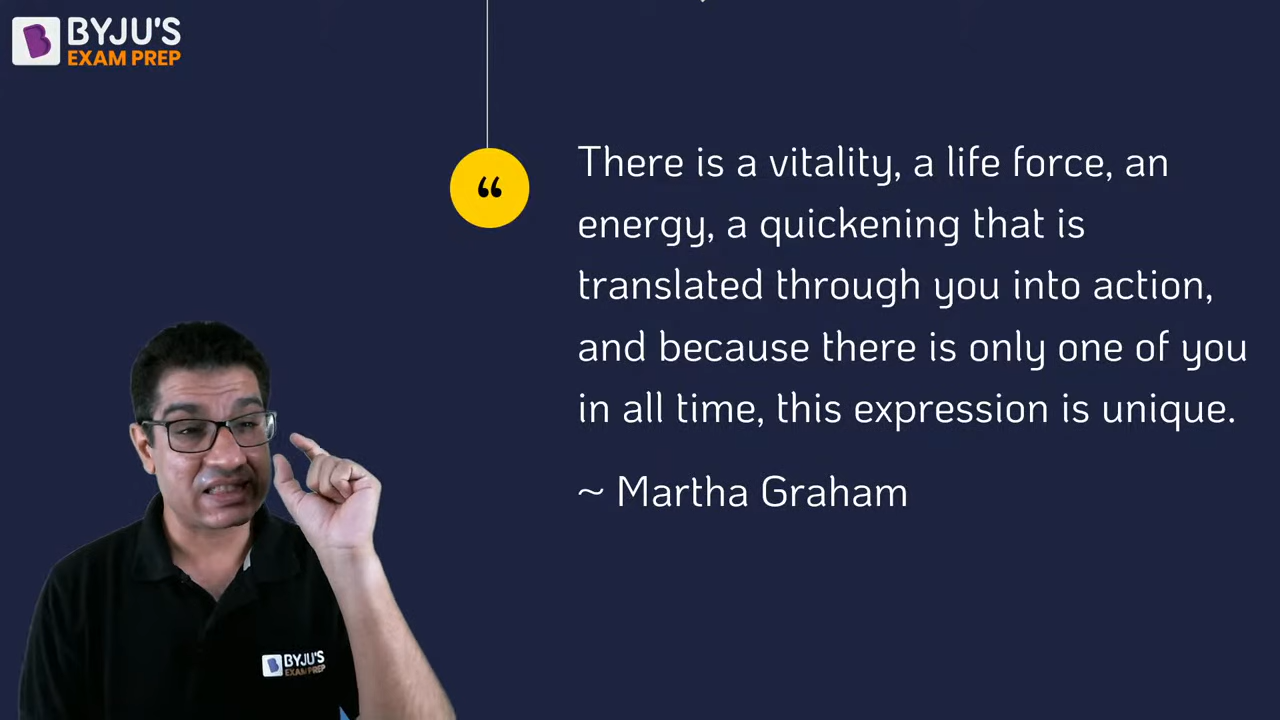 BYJU'S
EXAM PREP
“
There is a vitality, a life force, an
energy, a quickening that is
translated through you into action,
and because there is only one of you
in all time, this expression is unique.
~ Martha Graham
BYJU'S
EXAM PREP